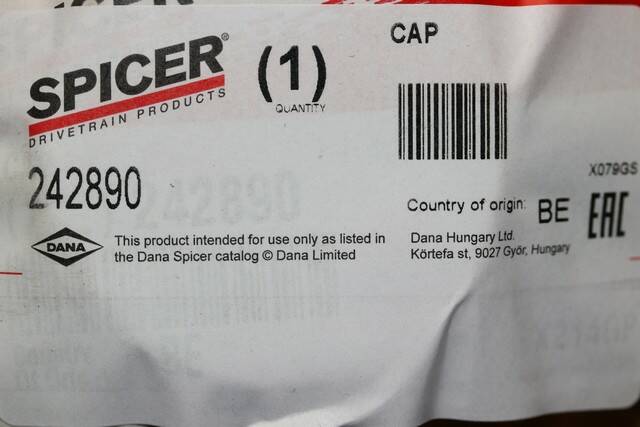 SPICER®
DRIVETRAIN PRODUCTS
(1)
QUANTITY
CAP
242890
X079GS
Country of origin: BE
EAC
DANA
This product intended for use only as listed in
the Dana Spicer catalog © Dana Limited
Dana Hungary Ltd.
Körtefa st, 9027 Győr, Hungary